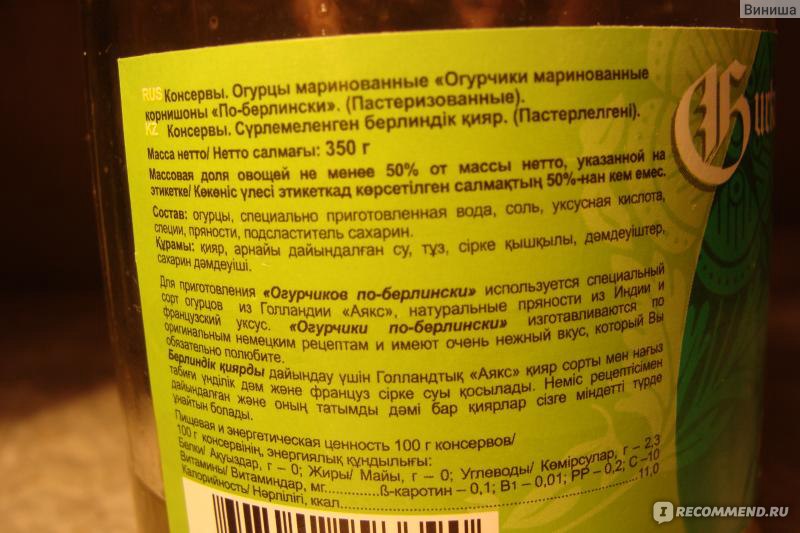 Виниша
RUS Консервы. Огурцы маринованные «Огурчики маринованные
корнишоны «По-берлински». (Пастеризованные).
KZ Консервы. Сүрлемеленген берлиндік қияр. (Пастерлелгені).
Масса нетто/ Нетто салмағы: 350 г
Массовая доля овощей не менее 50% от массы нетто, указанной на
этикетке/ Көкөніс үлесі этикеткад көрсетілген салмақтың 50%-нан кем емес.
Состав: огурцы, специально приготовленная вода, соль, уксусная кислота,
специи, пряности, подсластитель сахарин.
Құрамы: қияр, арнайы дайындалған су, тұз, сірке қышқылы, дәмдеуіштер,
сахарин дәмдеуіші.
Для приготовления «Огурчиков по-берлински» используется специальный
сорт огурцов из Голландии «Аякс», натуральные пряности из Индии и
французский уксус. «Огурчики по-берлински» изготавливаются по
оригинальным немецким рецептам и имеют очень нежный вкус, который Вы
обязательно полюбите.
Берлиндік қиярды дайындау үшін Голландтық «Аякс» қияр сорты мен нағыз
табиғи үнділік дәм және француз сірке суы қосылады. Неміс рецептісімен
дайындалған және оның татымды дәмі бар қиярлар сізге міндетті түрде
ұнайтын болады.
Пищевая и энергетическая ценность 100 г консервов/
100 г консервінің, энергиялық құндылығы:
Белки/ Ақуыздар, г – 0; Жиры/ Майы, г – 0; Углеводы/ Көмірсулар, г – 2,3
Витамины/ Витаминдар, мг..............ß-каротин – 0,1; B1 – 0,01; PP – 0,2; C –10
Калорийность/ Нәрлілігі, ккал..........................................11,0
I RECOMMEND.RU